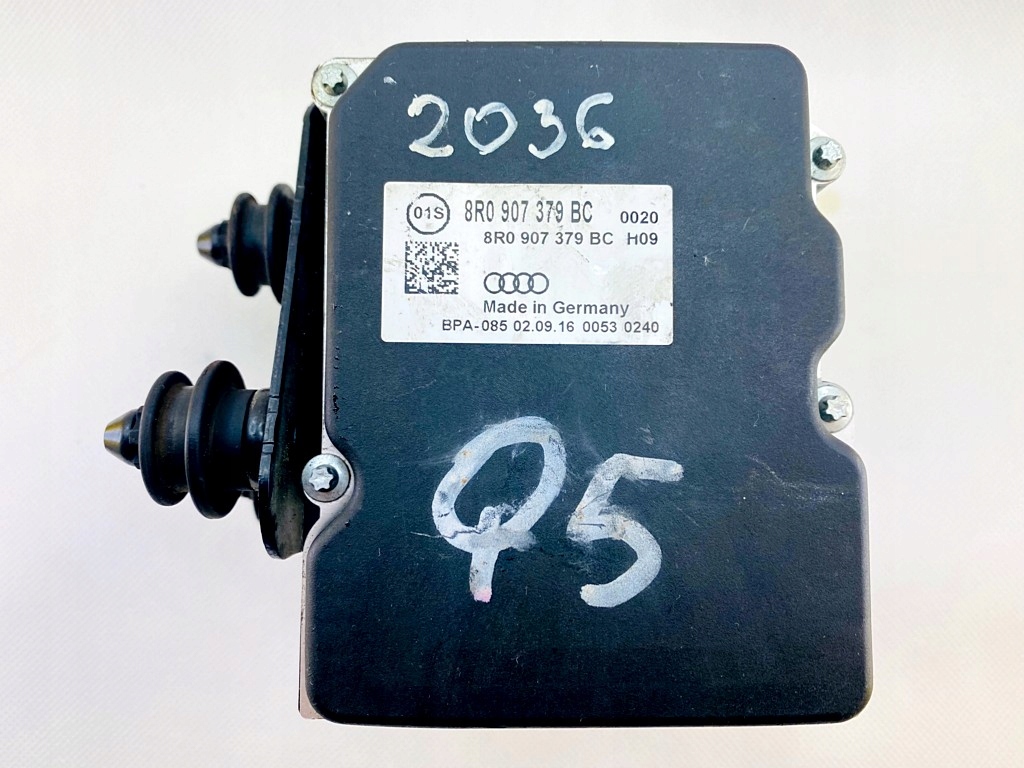 2036
01S 8R0 907 379 BC 0020
8R0 907 379 BC H09
Made in Germany
BPA-085 02.09.16 0053 0240
Q5